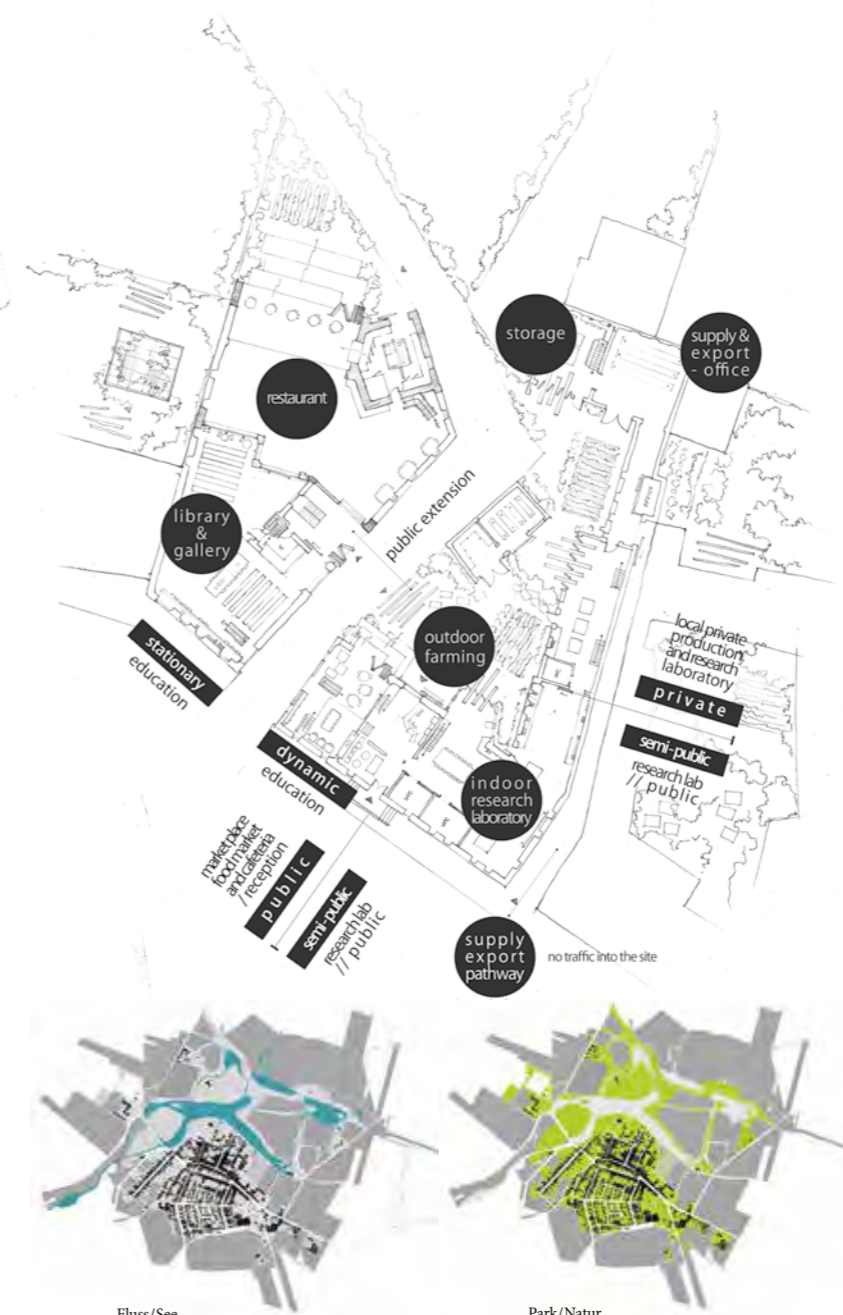 storage
supply &
export
- office
restaurant
public extension
library
&
gallery
outdoor
farming
stationary
education
local private
production
and research
laboratory
private
semi-public
research lab
// public
dynamic
education
indoor
research
laboratory
market place
food market
and cafeteria
/ reception
public
semi-public
research lab
// public
supply
export
pathway
no traffic into the site
Fluss/See
Park/Natur